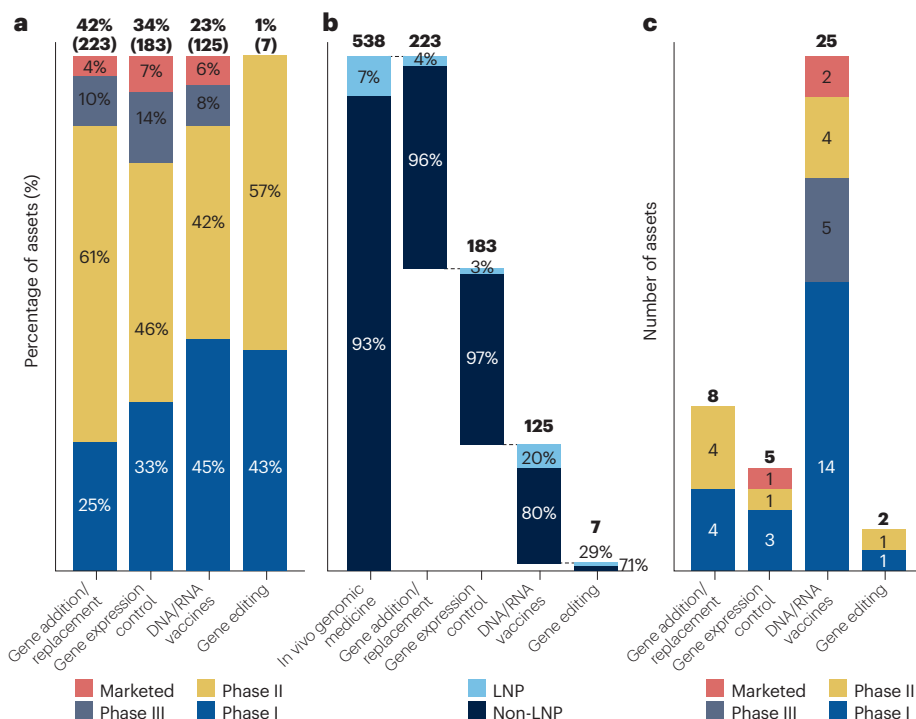 a
42%
(223)
34%
(183)
23%
(125)
1%
(7)
Percentage of assets (%)
4%
10%
61%
25%
7%
14%
46%
33%
6%
8%
42%
45%
57%
43%
Gene addition/
replacement
Gene expression
control
DNA/RNA
vaccines
Gene editing
Marketed
Phase II
Phase III
Phase I
b
538
223
183
125
7
7%
93%
4%
96%
3%
97%
20%
80%
29%
71%
In vivo genomic
medicine
Gene addition/
replacement
Gene expression
control
DNA/RNA
vaccines
Gene editing
LNP
Non-LNP
c
Number of assets
8
4
4
5
1
1
3
25
2
4
5
14
2
1
1
Gene addition/
replacement
Gene expression
control
DNA/RNA
vaccines
Gene editing
Marketed
Phase II
Phase III
Phase I